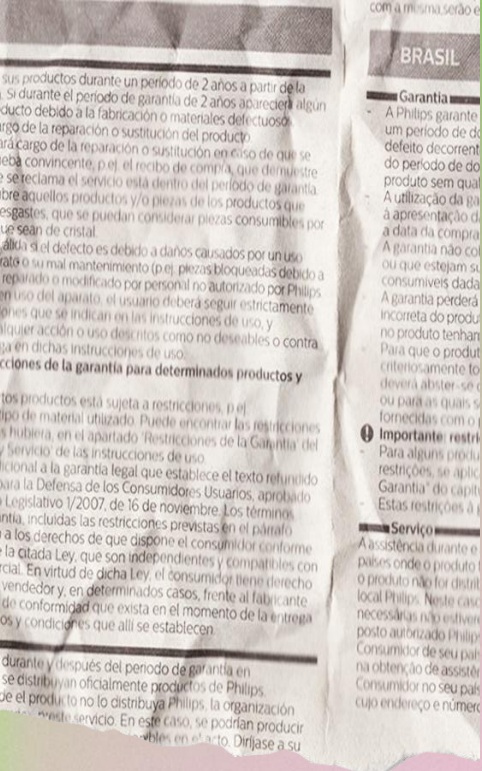 sus productos durante un período de 2 años a partir de la
. Si durante el período de garantía de 2 años apareciera algún
ducto debido a la fabricación o materiales defectuosos
rgo de la reparación o sustitución del producto.
ará cargo de la reparación o sustitución en caso de que se
eba convincente, p.ej. el recibo de compra, que demuestre
e se reclama el servicio está dentro del período de garantía.
bre aquellos productos y/o piezas de los productos que
esgastes, que se puedan considerar piezas consumibles por
ue sean de cristal.
álida si el defecto es debido a daños causados por un uso
rato o su mal mantenimiento (p.ej. piezas bloqueadas debido a
reparado o modificado por personal no autorizado por Philips.
en uso del aparato, el usuario deberá seguir estrictamente
ones que se indican en las instrucciones de uso, y
alquier acción o uso descritos como no deseables o contra
ga en dichas instrucciones de uso.
cciones de la garantía para determinados productos y
tos productos está sujeta a restricciones, p.ej.
tipo de material utilizado. Puede encontrar las restricciones
s hubiera, en el apartado 'Restricciones de la Garantía' del
y Servicio' de las instrucciones de uso.
icional a la garantía legal que establece el texto refundido
para la Defensa de los Consumidores Usuarios, aprobado
Legislativo 1/2007, de 16 de noviembre. Los términos
ntía, incluidas las restricciones previstas en el párrafo
a los derechos de que dispone el consumidor conforme
e la citada Ley, que son independientes y compatibles con
rcial. En virtud de dicha Ley, el consumidor tiene derecho
vendedor y, en determinados casos, frente al fabricante
de conformidad que exista en el momento de la entrega
os y condiciones que allí se establecen.
durante y después del período de garantía en
se distribuyan oficialmente productos de Philips.
de el producto no lo distribuya Philips, la organización
preste servicio. En este caso, se podrían producir
en el acto. Diríjase a su
com a mesma serão e
BRASIL
Garantia
- A Philips garante
um período de do
defeito decorrent
do período de do
produto sem qual
- A utilização da ga
à apresentação d
a data da compra
- A garantia não col
ou que estejam su
consumíveis dada
- A garantia perderá
incorreta do produ
no produto tenham
- Para que o produt
criteriosamente to
deverá abster-se d
ou para as quais s
fornecidas com o
Importante: restri
- Para alguns produ
restrições, se aplic
Garantia" do capít
- Estas restrições a
Serviço
A assistência durante e
países onde o produto
o produto não for distrib
local Philips. Neste caso
necessárias não estiver
posto autorizado Philip
Consumidor de seu país
na obtenção de assistên
Consumidor no seu país
cujo endereço e número